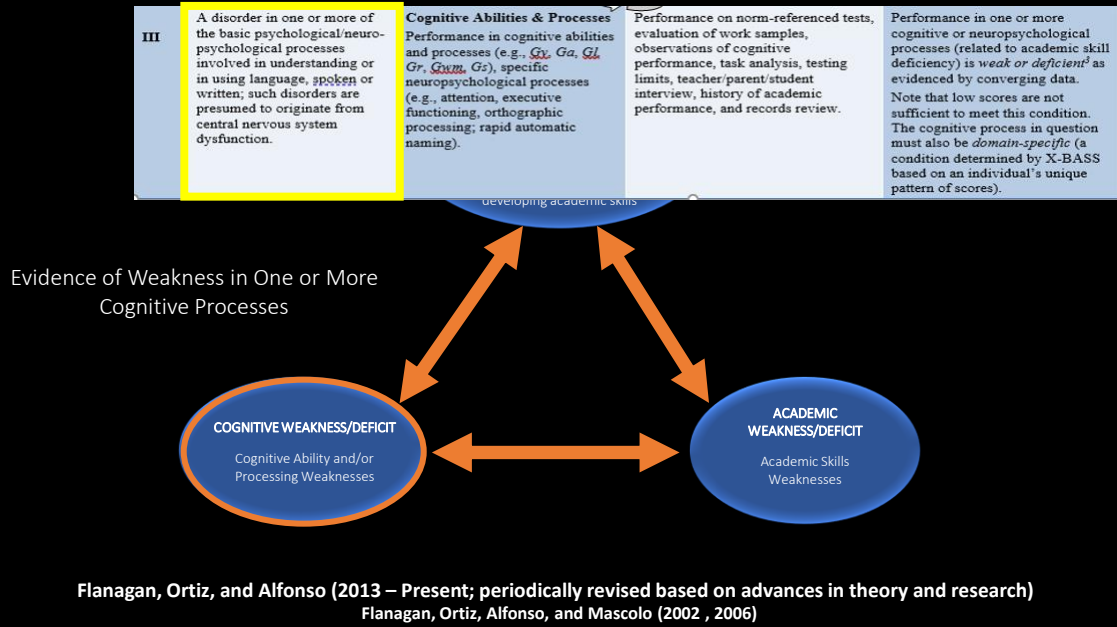 III
A disorder in one or more of
the basic psychological/neuro-
psychological processes
involved in understanding or
in using language, spoken or
written; such disorders are
presumed to originate from
central nervous system
dysfunction.
Cognitive Abilities & Processes
Performance in cognitive abilities
and processes (e.g., Gv, Ga, Gl,
Gr, Gwm, Gs), specific
neuropsychological processes
(e.g., attention, executive
functioning, orthographic
processing; rapid automatic
naming).
Performance on norm-referenced tests,
evaluation of work samples,
observations of cognitive
performance, task analysis, testing
limits, teacher/parent/student
interview, history of academic
performance, and records review.
Performance in one or more
cognitive or neuropsychological
processes (related to academic skill
deficiency) is weak or deficient³ as
evidenced by converging data.
Note that low scores are not
sufficient to meet this condition.
The cognitive process in question
must also be domain-specific (a
condition determined by X-BASS
based on an individual's unique
pattern of scores).
developing academic skills
Evidence of Weakness in One or More
Cognitive Processes
COGNITIVE WEAKNESS/DEFICIT
Cognitive Ability and/or
Processing Weaknesses
ACADEMIC
WEAKNESS/DEFICIT
Academic Skills
Weaknesses
Flanagan, Ortiz, and Alfonso (2013 – Present; periodically revised based on advances in theory and research)
Flanagan, Ortiz, Alfonso, and Mascolo (2002 , 2006)